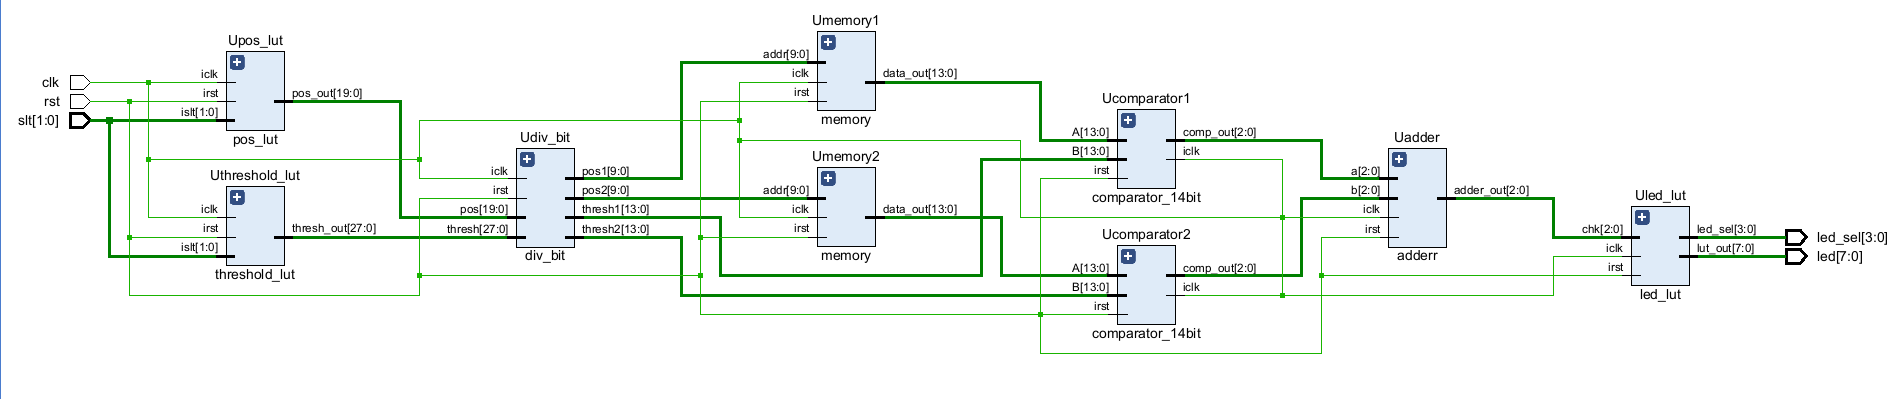 clk
rst
slt[1:0]
Upos_lut
iclk
irst
islt[1:0]
pos_out[19:0]
pos_lut
Uthreshold_lut
iclk
irst
islt[1:0]
thresh_out[27:0]
threshold_lut
Udiv_bit
iclk
irst
pos[19:0]
thresh[27:0]
pos1[9:0]
pos2[9:0]
thresh1[13:0]
thresh2[13:0]
div_bit
Umemory1
addr[9:0]
iclk
irst
data_out[13:0]
memory
Umemory2
addr[9:0]
iclk
irst
data_out[13:0]
memory
Ucomparator1
A[13:0]
B[13:0]
irst
comp_out[2:0]
iclk
comparator_14bit
Ucomparator2
A[13:0]
B[13:0]
irst
comp_out[2:0]
iclk
comparator_14bit
Uadder
a[2:0]
b[2:0]
iclk
irst
adder_out[2:0]
adderr
Uled_lut
chk[2:0]
iclk
irst
led_sel[3:0]
lut_out[7:0]
led_lut
led_sel[3:0]
led[7:0]